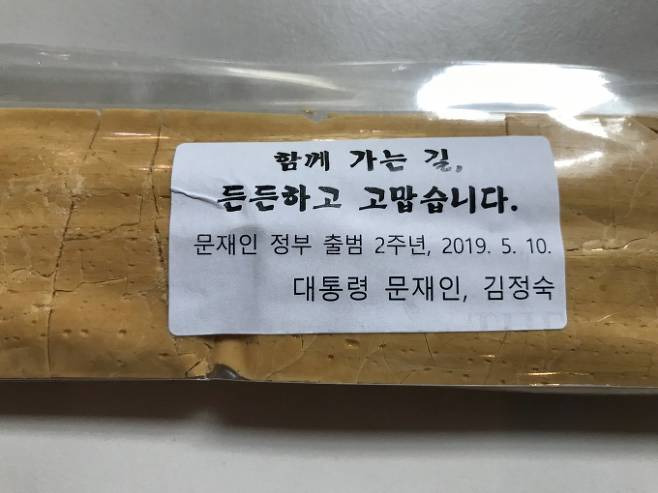 함께 가는 길,
든든하고 고맙습니다.
문재인 정부 출범 2주년, 2019. 5. 10.
대통령 문재인, 김정숙